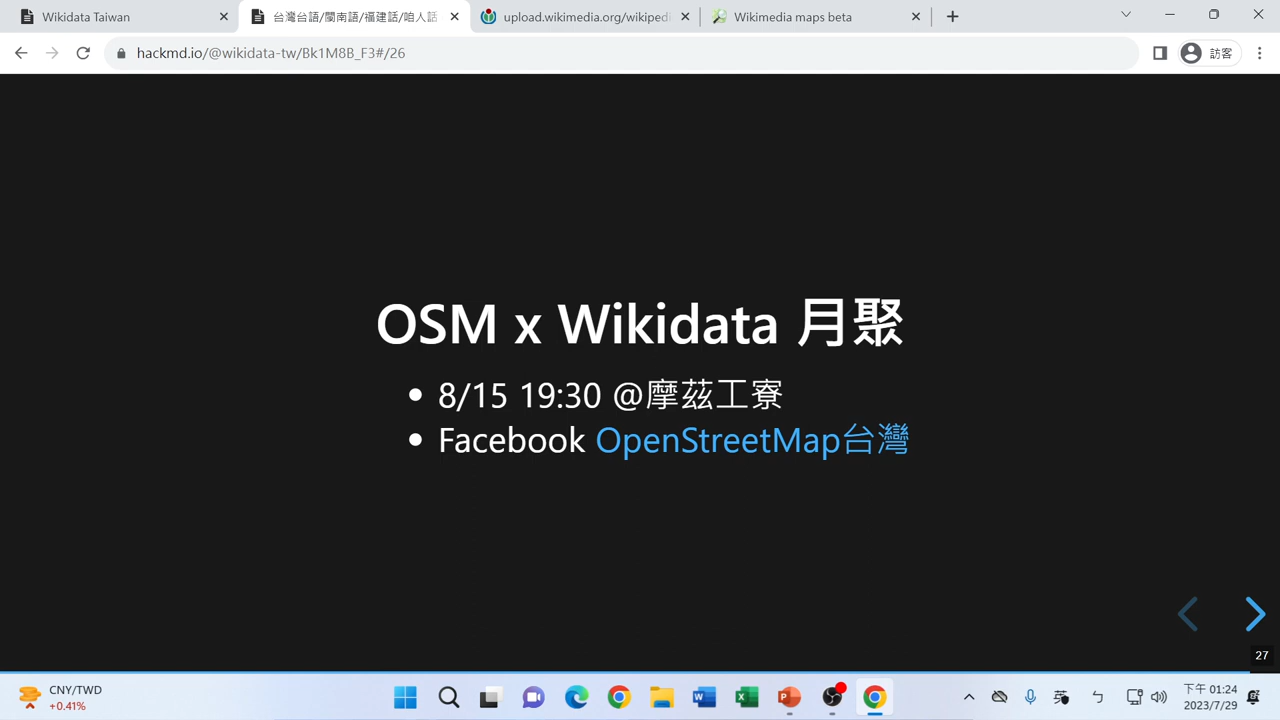 Wikidata Taiwan
台灣台語/閩南語/福建話/咱人話
upload.wikimedia.org/wikiped
Wikimedia maps beta
hackmd.io/@wikidata-tw/Bk1M8B_F3#/26
訪客
OSM x Wikidata 月聚
8/15 19:30 @摩茲工寮
Facebook OpenStreetMap台灣
27
CNY/TWD
+0.41%
英
ㄅ
下午 01:24
2023/7/29